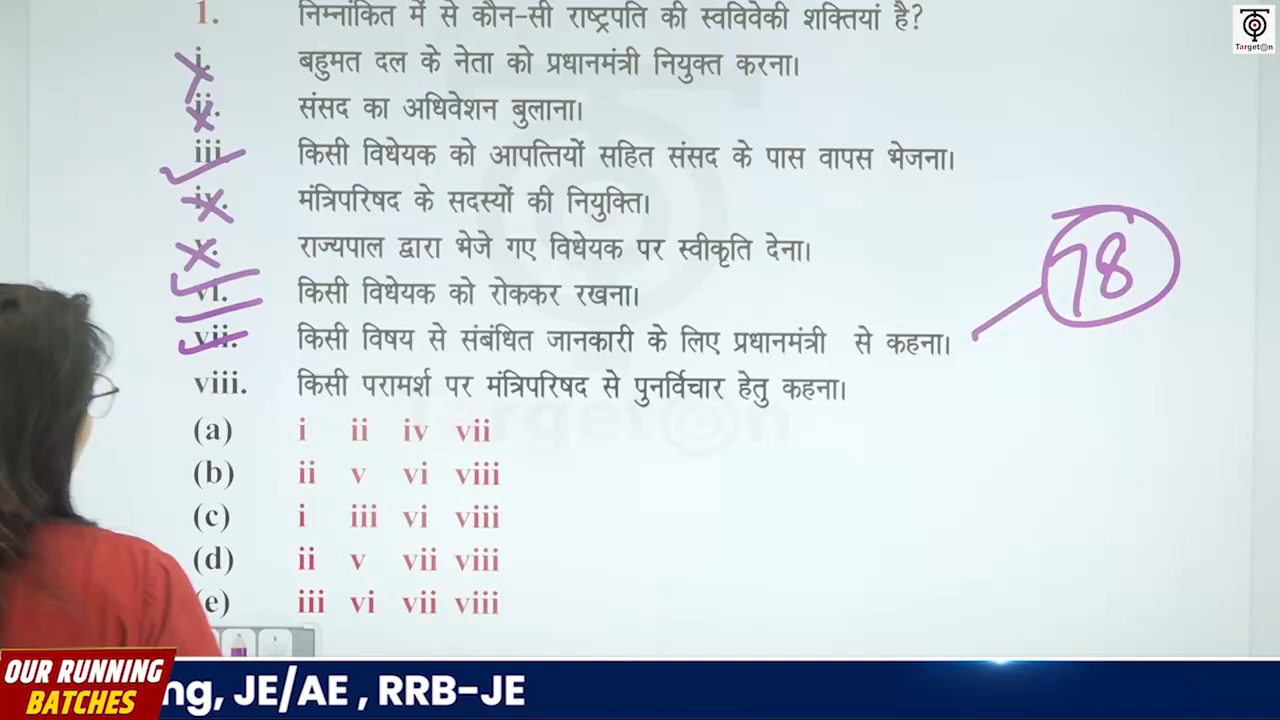 1. निम्नांकित में से कौन-सी राष्ट्रपति की स्वविवेकी शक्तियां है?
i. बहुमत दल के नेता को प्रधानमंत्री नियुक्त करना।
ii. संसद का अधिवेशन बुलाना।
iii. किसी विधेयक को आपत्तियों सहित संसद के पास वापस भेजना।
iv. मंत्रिपरिषद के सदस्यों की नियुक्ति।
v. राज्यपाल द्वारा भेजे गए विधेयक पर स्वीकृति देना।
vi. किसी विधेयक को रोककर रखना।
vii. किसी विषय से संबंधित जानकारी के लिए प्रधानमंत्री से कहना।
viii. किसी परामर्श पर मंत्रिपरिषद से पुनर्विचार हेतु कहना।
(a) i ii iv vii
(b) ii v vi viii
(c) i iii vi viii
(d) ii v vii viii
(e) iii vi vii viii
78
TargetOn
TargetOn
OUR RUNNING
BATCHES
ng, JE/AE , RRB-JE